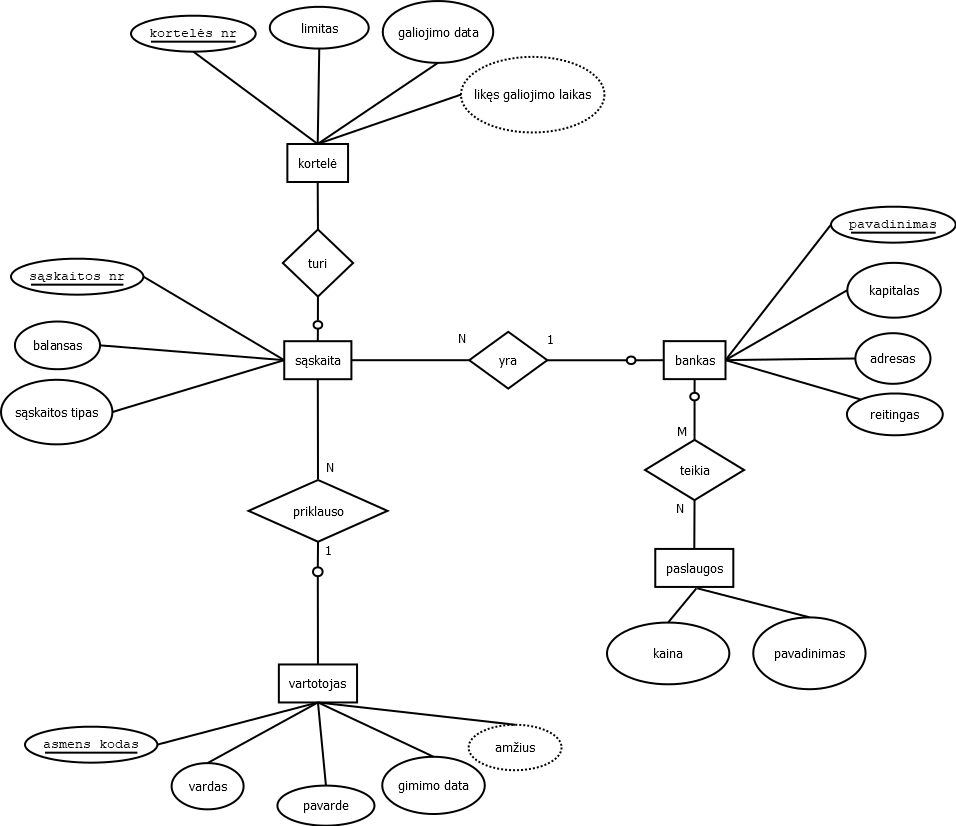 kortelės nr
limitas
galiojimo data
likęs galiojimo laikas
kortelė
turi
pavadinimas
kapitalas
adresas
reitingas
sąskaitos nr
balansas
sąskaitos tipas
sąskaita
N
yra
1
bankas
M
teikia
N
paslaugos
kaina
pavadinimas
N
priklauso
1
vartotojas
asmens kodas
vardas
pavarde
gimimo data
amžius